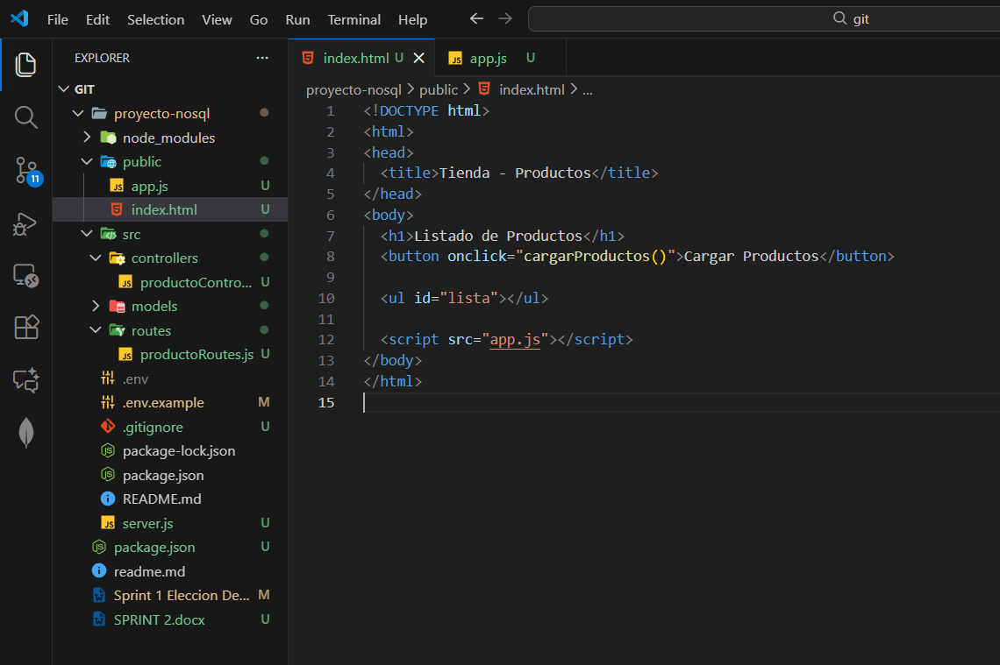 File Edit Selection View Go Run Terminal Help git
EXPLORER ...
index.html U
app.js U
GIT
proyecto-nosql
node_modules
public
app.js U
index.html U
src
controllers
productoContro... U
models
routes
productoRoutes.js U
.env
.env.example M
.gitignore U
package-lock.json
package.json
README.md
server.js U
package.json U
readme.md
Sprint 1 Eleccion De... M
SPRINT 2.docx U
11
proyecto-nosql > public > index.html > ...
1 <!DOCTYPE html>
2 <html>
3 <head>
4 <title>Tienda - Productos</title>
5 </head>
6 <body>
7 <h1>Listado de Productos</h1>
8 <button onclick="cargarProductos()">Cargar Productos</button>
9
10 <ul id="lista"></ul>
11
12 <script src="app.js"></script>
13 </body>
14 </html>
15